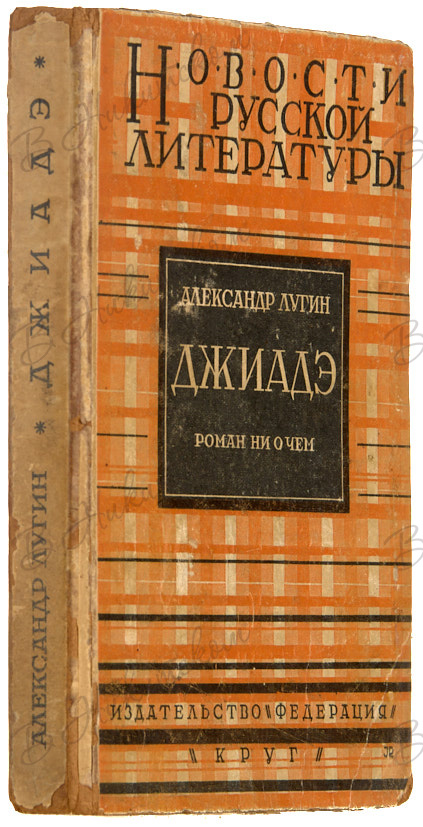 Н·О·В·О·С·Т·И
РУССКОЙ
ЛИТЕРАТУРЫ
АЛЕКСАНДР ЛУГИН
ДЖИАДЭ
РОМАН НИ О ЧЕМ
ИЗДАТЕЛЬСТВО "ФЕДЕРАЦИЯ"
"КРУГ"
АЛЕКСАНДР ЛУГИН * ДЖИАДЭ *